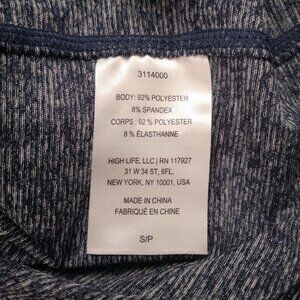 3114000
BODY: 92% POLYESTER
8% SPANDEX
CORPS : 92 % POLYESTER
8 % ÉLASTHANNE
HIGH LIFE, LLC | RN 117927
31 W 34 ST, 6FL,
NEW YORK, NY 10001, USA
MADE IN CHINA
FABRIQUÉ EN CHINE
S/P